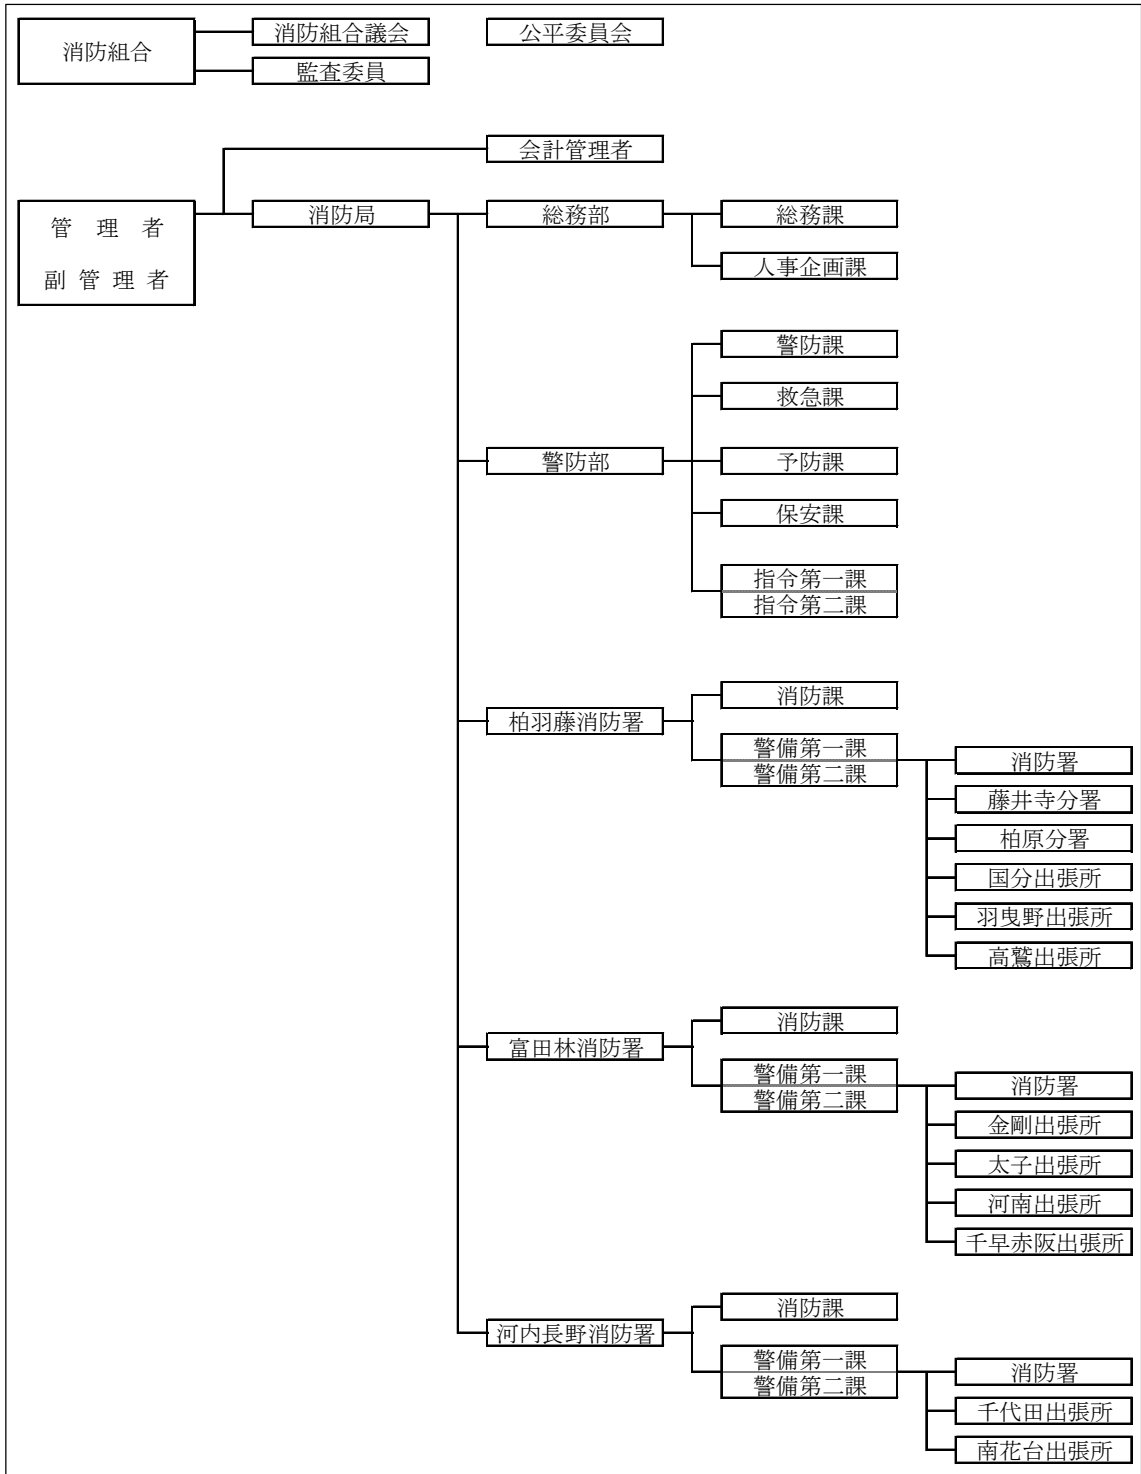 消防組合
消防組合議会
公平委員会
監査委員
会計管理者
管理者
副管理者
消防局
総務部
総務課
人事企画課
警防課
救急課
警防部
予防課
保安課
指令第一課
指令第二課
柏羽藤消防署
消防課
警備第一課
警備第二課
消防署
藤井寺分署
柏原分署
国分出張所
羽曳野出張所
高鷲出張所
富田林消防署
消防課
警備第一課
警備第二課
消防署
金剛出張所
太子出張所
河南出張所
千早赤阪出張所
河内長野消防署
消防課
警備第一課
警備第二課
消防署
千代田出張所
南花台出張所